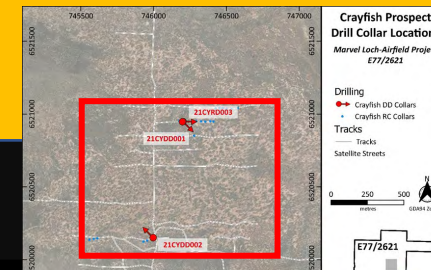 745500
746000
746500
747000
6521500
6521000
6520500
6520000
21CYRD003
21CYDD001
21CYDD002
Crayfish Prospect
Drill Collar Location
Marvel Loch-Airfield Proje
E77/2621
Drilling
Crayfish DD Collars
Crayfish RC Collars
Tracks
Tracks
Satellite Streets
0
250
500
metres
N
GDA94 Z
E77/2621